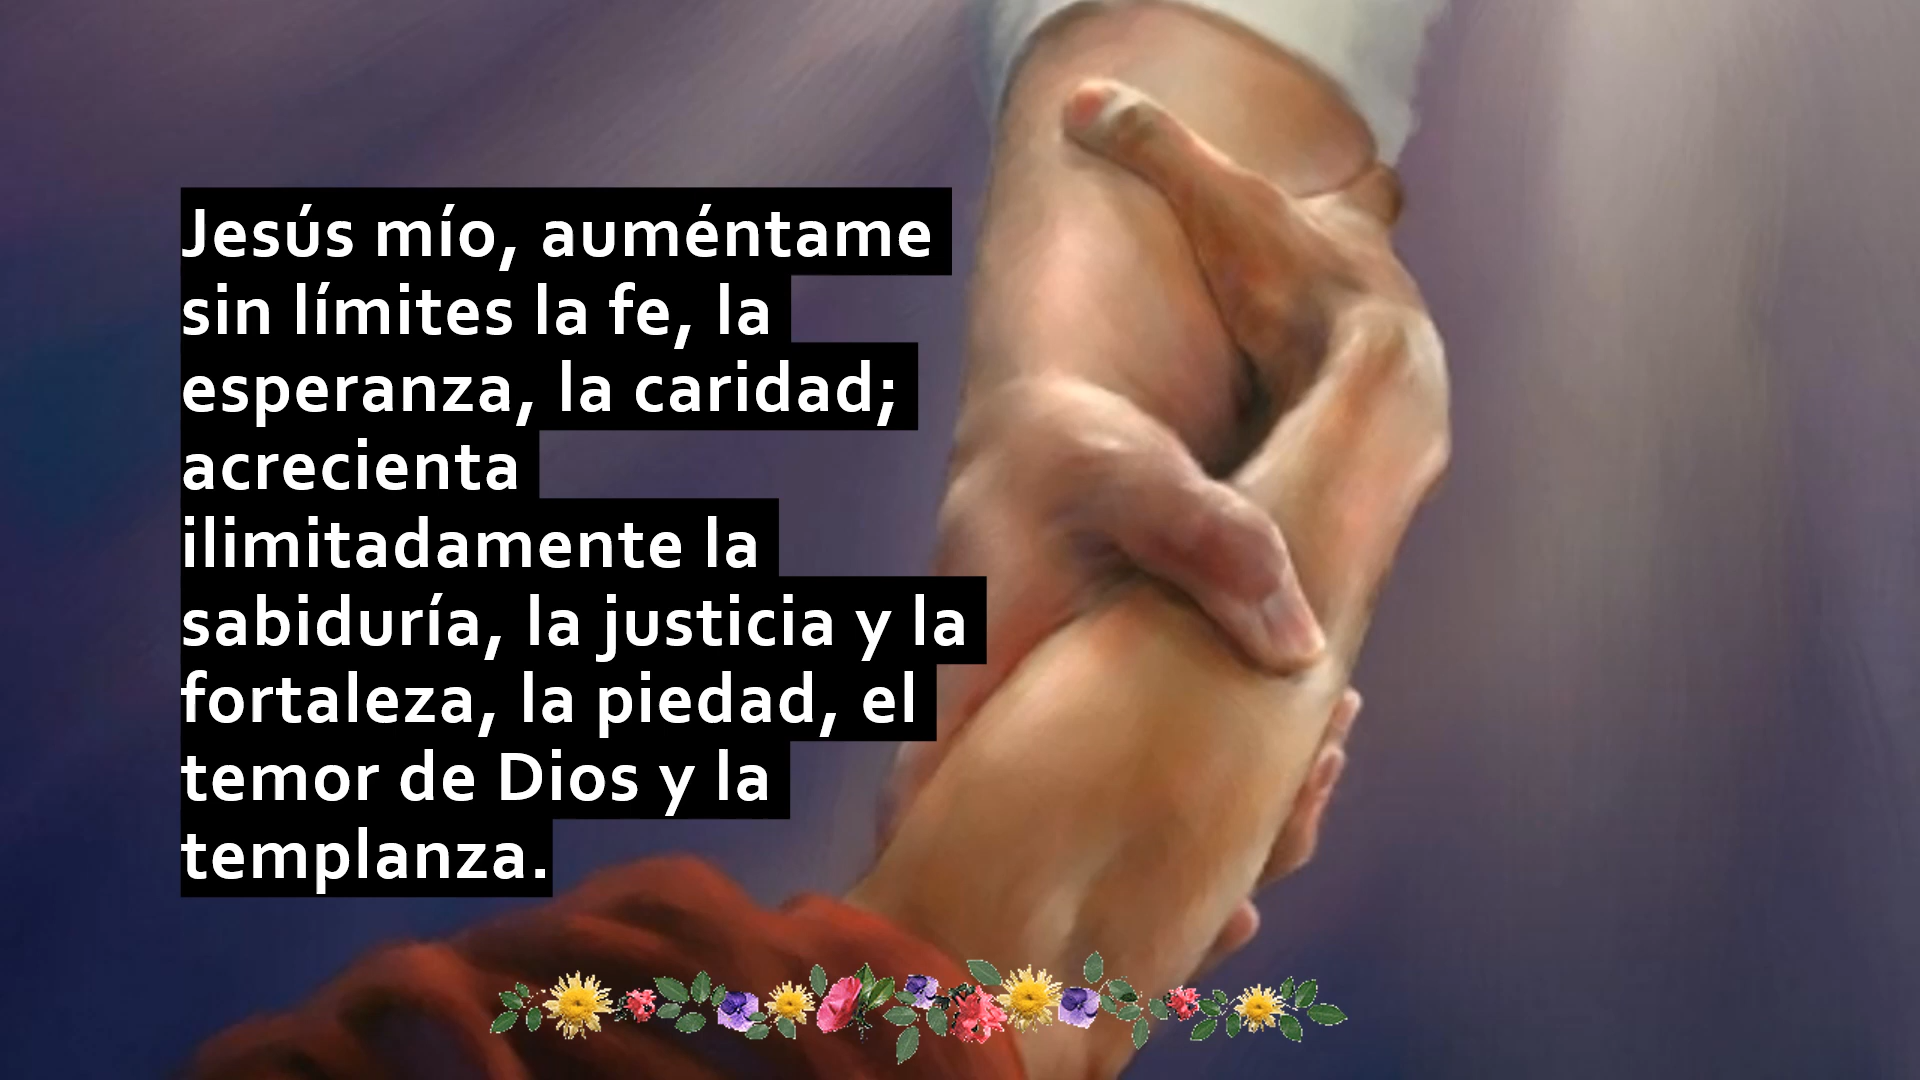 Jesús mío, auméntame
sin límites la fe, la
esperanza, la caridad;
acrecienta
ilimitadamente la
sabiduría, la justicia y la
fortaleza, la piedad, el
temor de Dios y la
templanza.